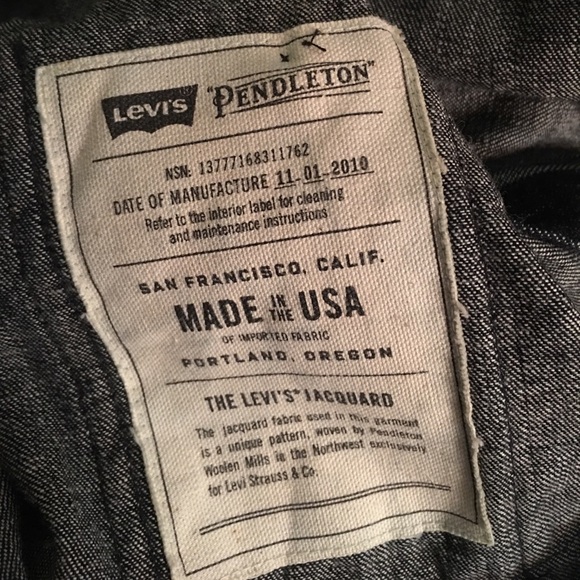 Levi's "PENDLETON"
NSN: 13777168311762
DATE OF MANUFACTURE 11-01-2010
Refer to the interior label for cleaning
and maintenance instructions
SAN FRANCISCO, CALIF.
MADE IN THE USA
OF IMPORTED FABRIC
PORTLAND, OREGON
THE LEVI'S® JACQUARD
The jacquard fabric used in this garment
is a unique pattern, woven by Pendleton
Woolen Mills in the Northwest exclusively
for Levi Strauss & Co.